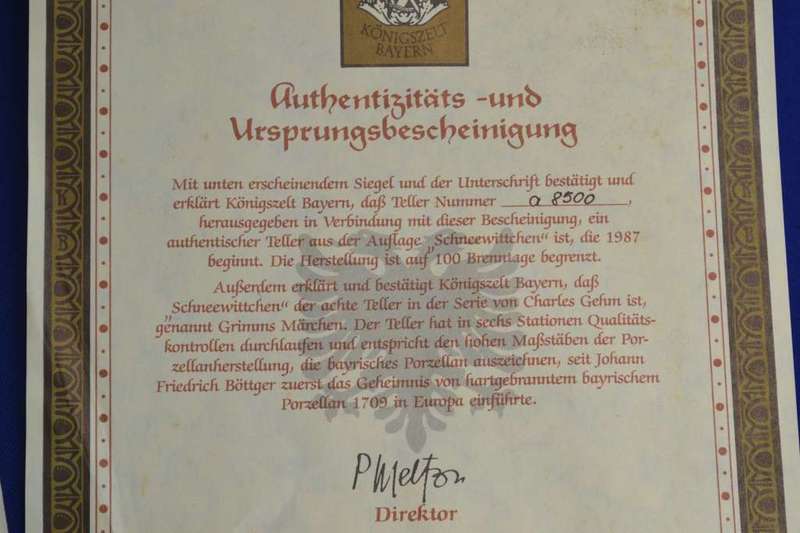 KÖNIGSZELT
BAYERN
Authentizitäts -und
Ursprungsbescheinigung
Mit unten erscheinendem Siegel und der Unterschrift bestätigt und
erklärt Königszelt Bayern, daß Teller Nummer a 8500,
herausgegeben in Verbindung mit dieser Bescheinigung, ein
authentischer Teller aus der Auflage „Schneewittchen“ ist, die 1987
beginnt. Die Herstellung ist auf 100 Brenntage begrenzt.
Außerdem erklärt und bestätigt Königszelt Bayern, daß
„Schneewittchen“ der achte Teller in der Serie von Charles Gehm ist,
genannt Grimms Märchen. Der Teller hat in sechs Stationen Qualitäts-
kontrollen durchlaufen und entspricht den hohen Maßstäben der Por-
zellanherstellung, die bayrisches Porzellan auszeichnen, seit Johann
Friedrich Böttger zuerst das Geheimnis von hartgebranntem bayrischem
Porzellan 1709 in Europa einführte.
P Melton
Direktor